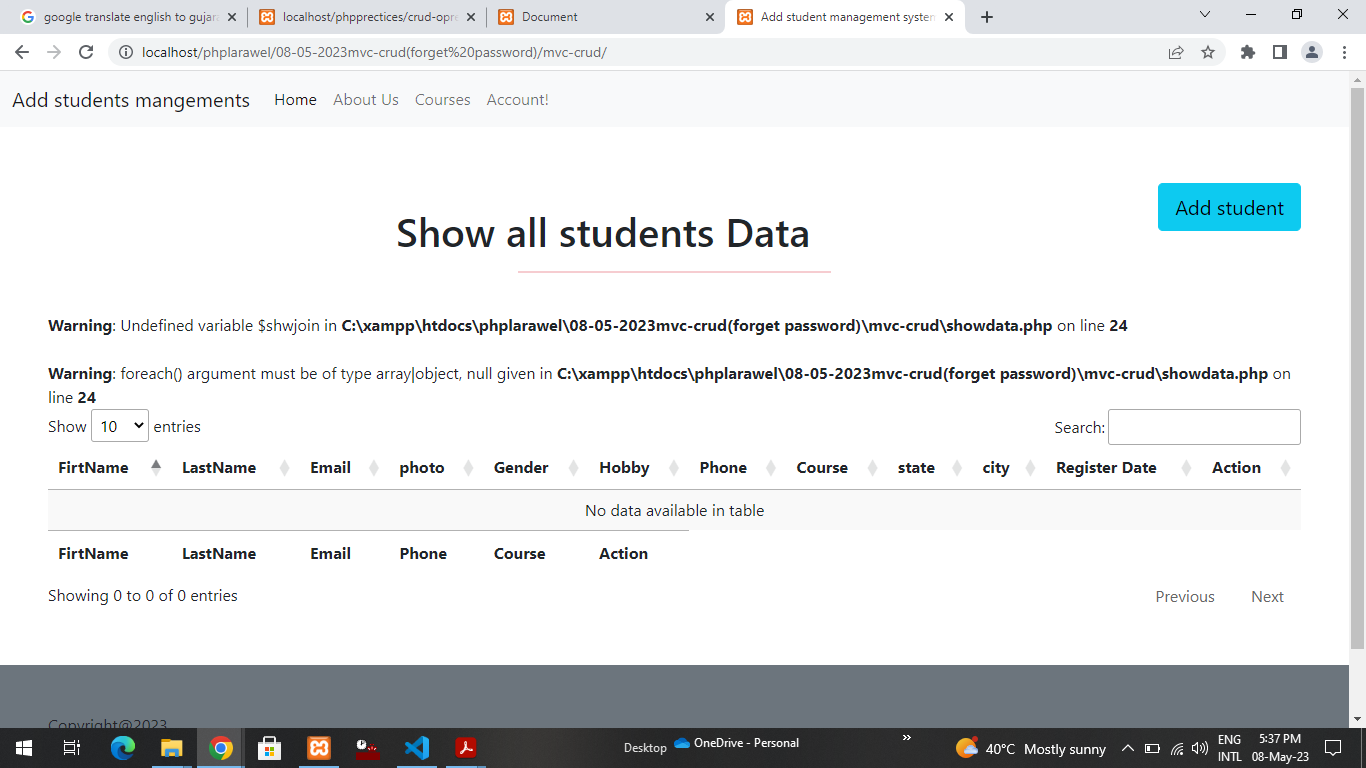 google translate english to gujara
localhost/phpprectices/crud-opre
Document
Add student management system
localhost/phplarawel/08-05-2023mvc-crud(forget%20password)/mvc-crud/
Add students mangements Home About Us Courses Account!
Add student
Show all students Data
Warning: Undefined variable $shwjoin in C:\xampp\htdocs\phplarawel\08-05-2023mvc-crud(forget password)\mvc-crud\showdata.php on line 24
Warning: foreach() argument must be of type array|object, null given in C:\xampp\htdocs\phplarawel\08-05-2023mvc-crud(forget password)\mvc-crud\showdata.php on
line 24
Show 10 entries Search:
FirtName LastName Email photo Gender Hobby Phone Course state city Register Date Action
No data available in table
FirtName LastName Email Phone Course Action
Showing 0 to 0 of 0 entries Previous Next
Copyright@2023
Desktop OneDrive - Personal » 40°C Mostly sunny ENG 5:37 PM
INTL 08-May-23